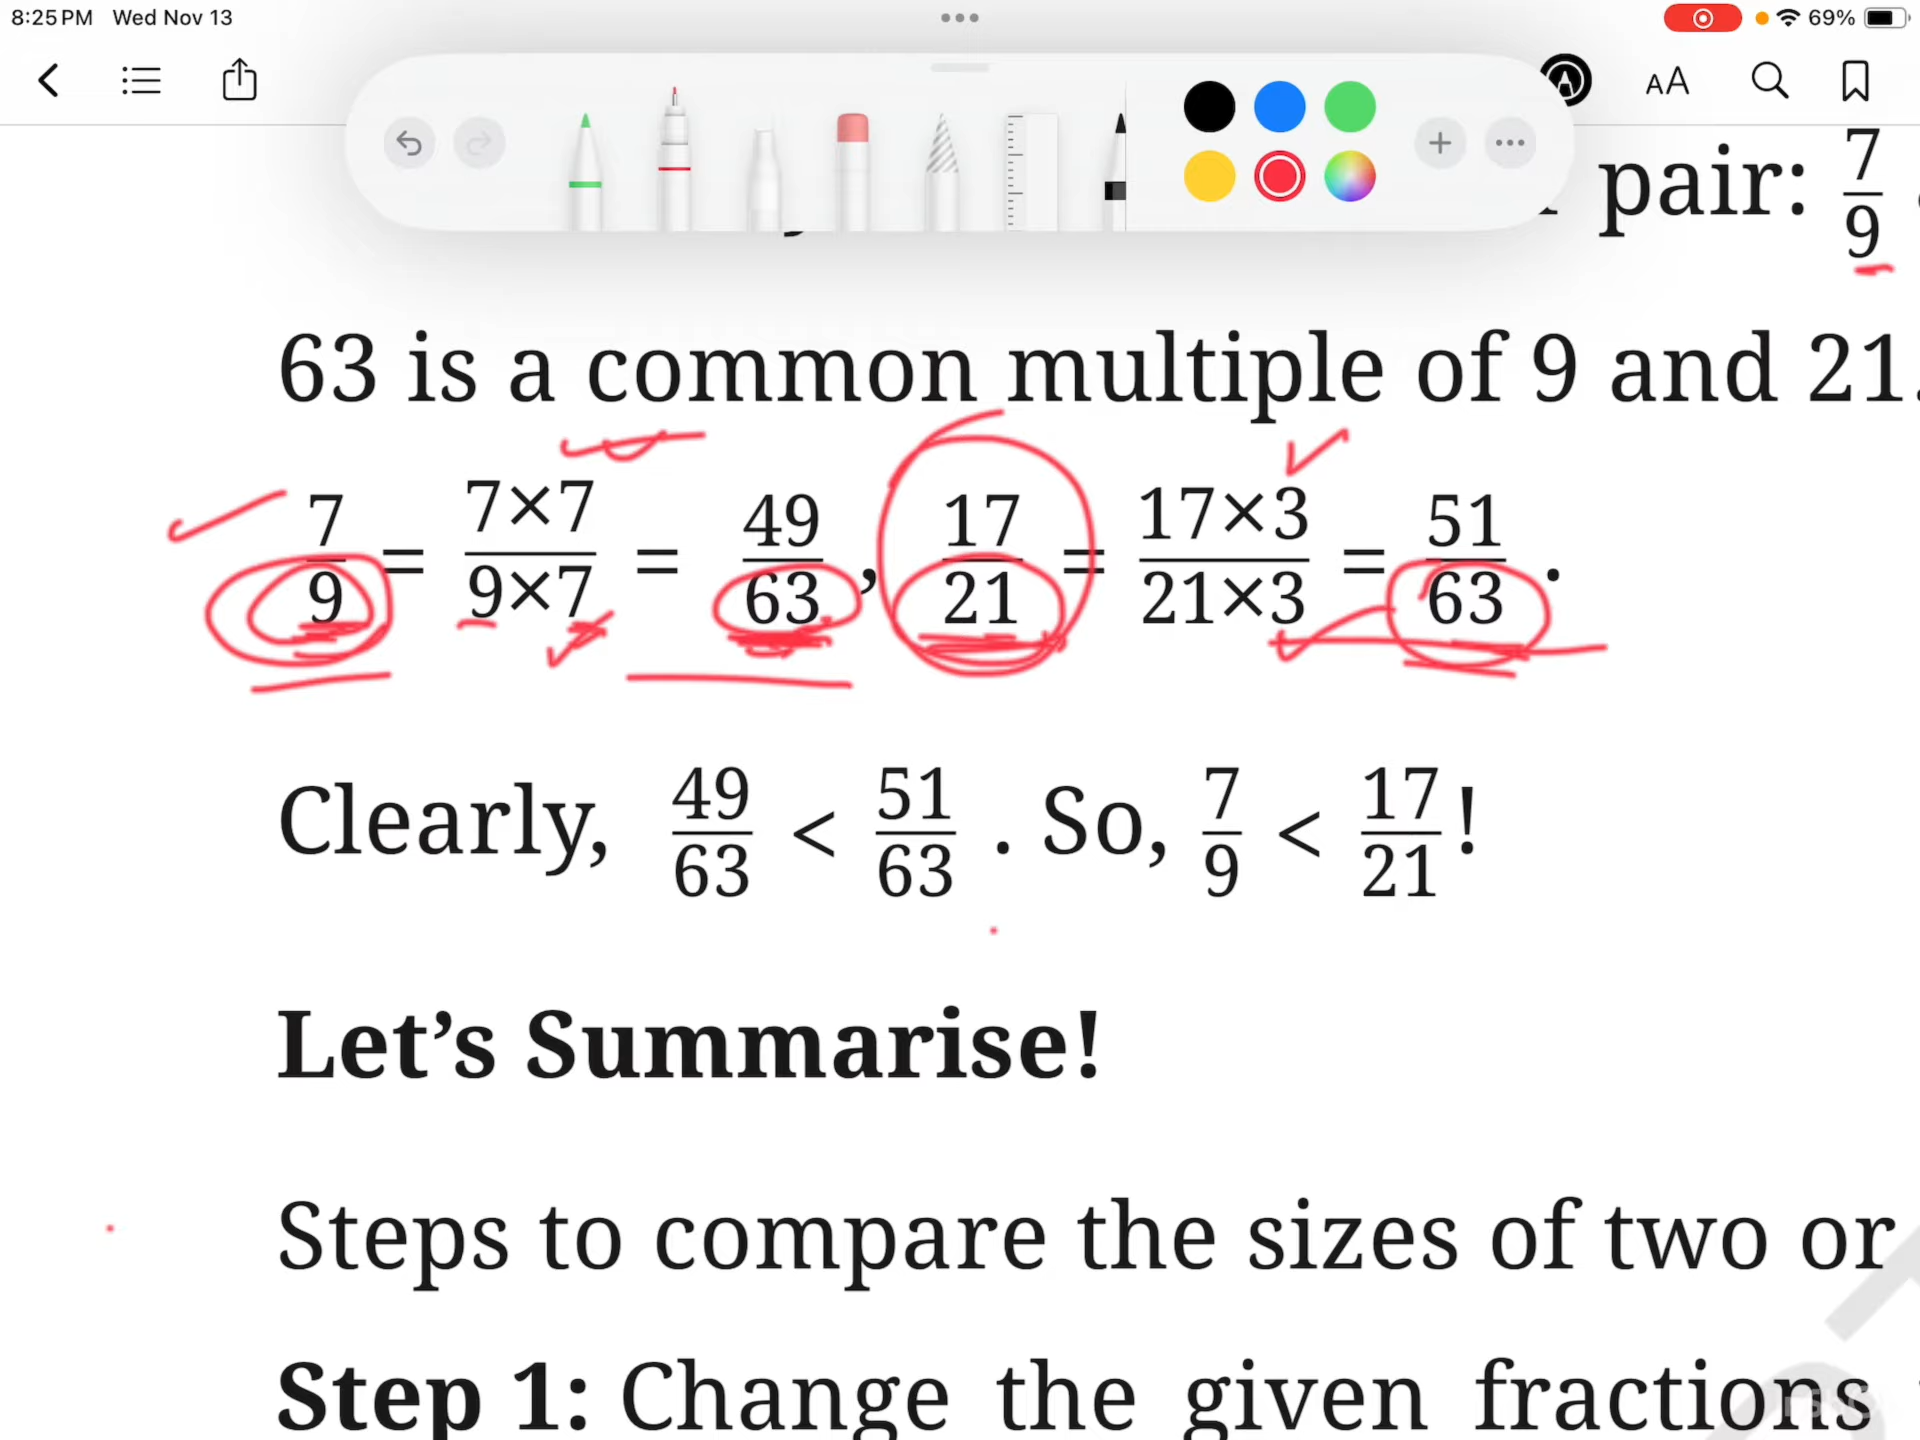 8:25 PM Wed Nov 13 69%
AA
pair: 7/9
63 is a common multiple of 9 and 21.
7/9 = 7×7/9×7 = 49/63 , 17/21 = 17×3/21×3 = 51/63 .
Clearly, 49/63 < 51/63 . So, 7/9 < 17/21!
Let’s Summarise!
Steps to compare the sizes of two or
Step 1: Change the given fractions